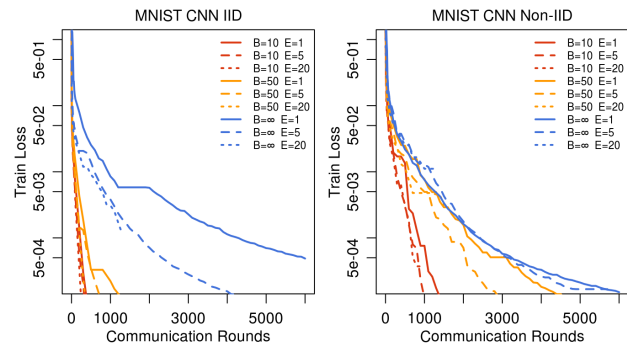 MNIST CNN IID
Train Loss
5e-01
5e-02
5e-03
5e-04
B=10 E=1
B=10 E=5
B=10 E=20
B=50 E=1
B=50 E=5
B=50 E=20
B=∞ E=1
B=∞ E=5
B=∞ E=20
0 1000 3000 5000
Communication Rounds
MNIST CNN Non-IID
Train Loss
5e-01
5e-02
5e-03
5e-04
B=10 E=1
B=10 E=5
B=10 E=20
B=50 E=1
B=50 E=5
B=50 E=20
B=∞ E=1
B=∞ E=5
B=∞ E=20
0 1000 3000 5000
Communication Rounds